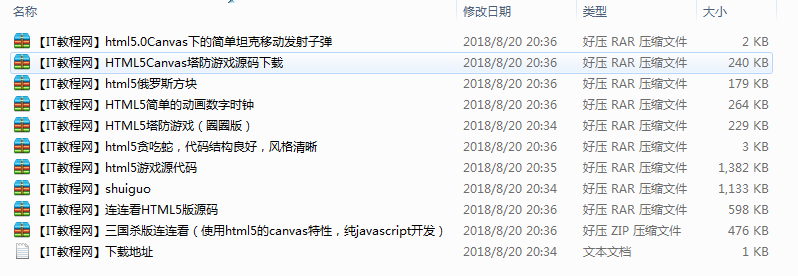 名称 修改日期 类型 大小
【IT教程网】html5.0Canvas下的简单坦克移动发射子弹 2018/8/20 20:36 好压 RAR 压缩文件 2 KB
【IT教程网】HTML5Canvas塔防游戏源码下载 2018/8/20 20:36 好压 RAR 压缩文件 240 KB
【IT教程网】html5俄罗斯方块 2018/8/20 20:36 好压 RAR 压缩文件 179 KB
【IT教程网】HTML5简单的动画数字时钟 2018/8/20 20:36 好压 RAR 压缩文件 264 KB
【IT教程网】HTML5塔防游戏（圈圈版） 2018/8/20 20:34 好压 RAR 压缩文件 229 KB
【IT教程网】html5贪吃蛇，代码结构良好，风格清晰 2018/8/20 20:36 好压 RAR 压缩文件 3 KB
【IT教程网】html5游戏源代码 2018/8/20 20:35 好压 RAR 压缩文件 1,382 KB
【IT教程网】shuiguo 2018/8/20 20:34 好压 RAR 压缩文件 1,133 KB
【IT教程网】连连看HTML5版源码 2018/8/20 20:36 好压 RAR 压缩文件 598 KB
【IT教程网】三国杀版连连看（使用html5的canvas特性，纯javascript开发） 2018/8/20 20:36 好压 ZIP 压缩文件 476 KB
【IT教程网】下载地址 2018/8/20 20:34 文本文档 1 KB